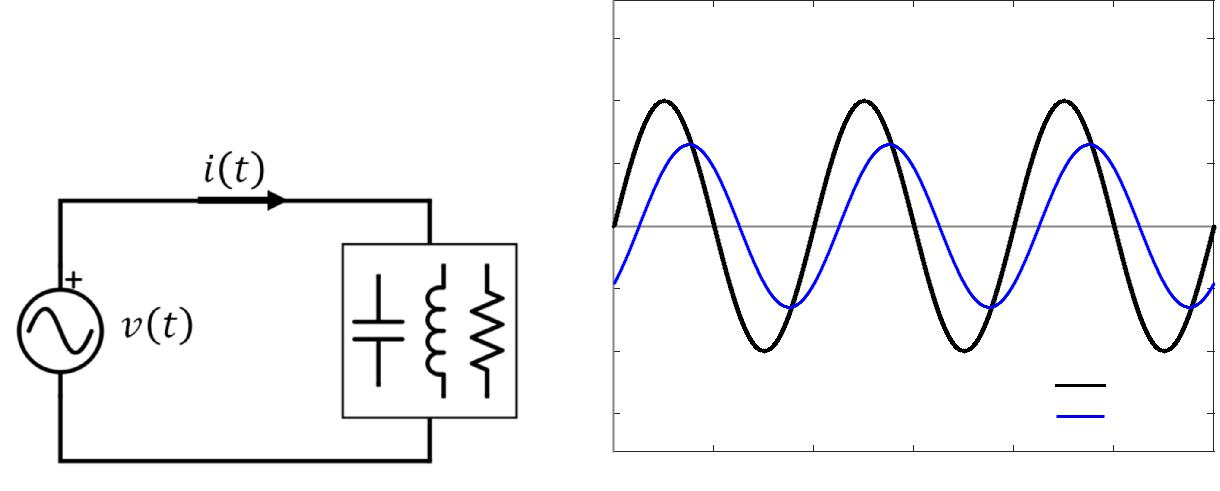 i(t)
+
v(t)